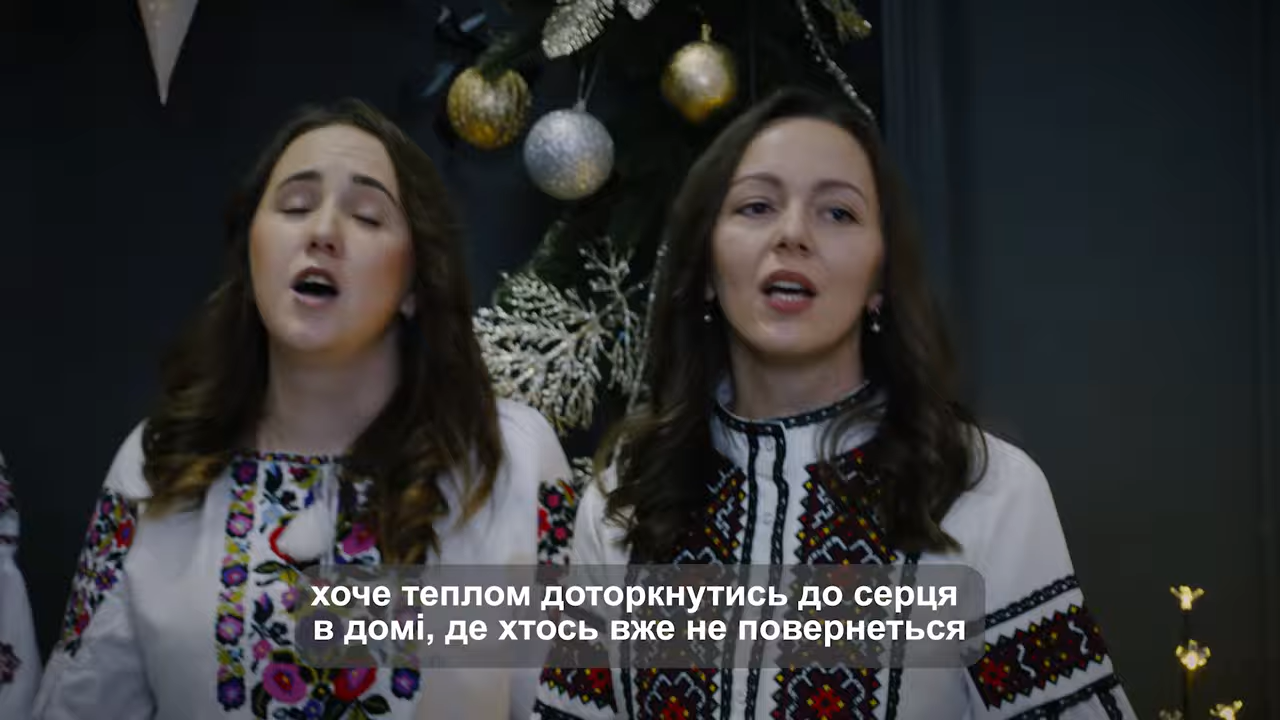 хоче теплом доторкнутись до серця
в домі, де хтось вже не повернеться